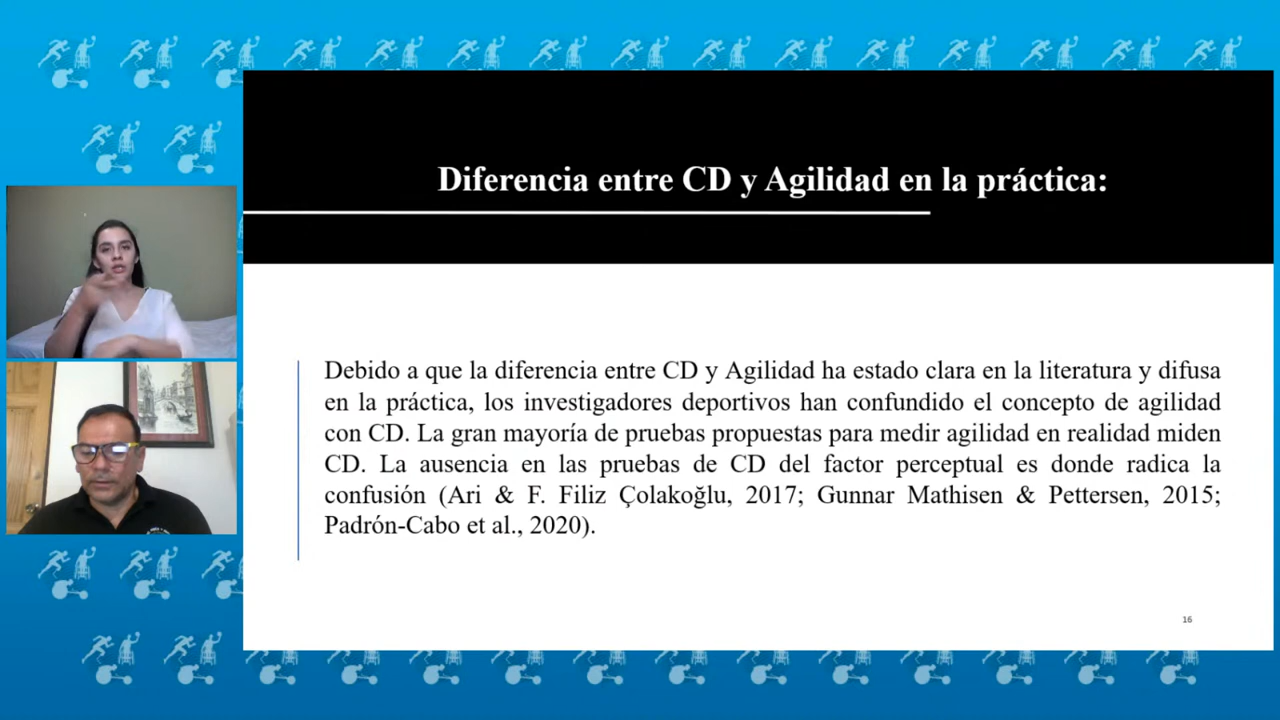 Diferencia entre CD y Agilidad en la práctica:
Debido a que la diferencia entre CD y Agilidad ha estado clara en la literatura y difusa
en la práctica, los investigadores deportivos han confundido el concepto de agilidad
con CD. La gran mayoría de pruebas propuestas para medir agilidad en realidad miden
CD. La ausencia en las pruebas de CD del factor perceptual es donde radica la
confusión (Ari & F. Filiz Çolakoğlu, 2017; Gunnar Mathisen & Pettersen, 2015;
Padrón-Cabo et al., 2020).
16